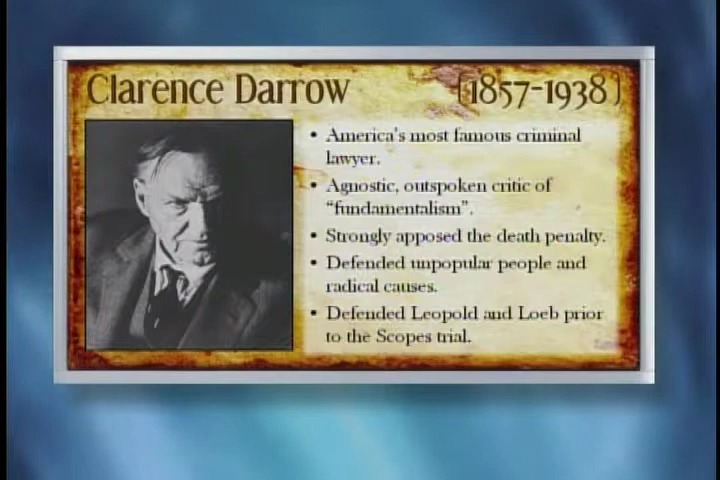 Clarence Darrow (1857-1938)
• America's most famous criminal
lawyer.
• Agnostic, outspoken critic of
“fundamentalism”.
• Strongly apposed the death penalty.
• Defended unpopular people and
radical causes.
• Defended Leopold and Loeb prior
to the Scopes trial.